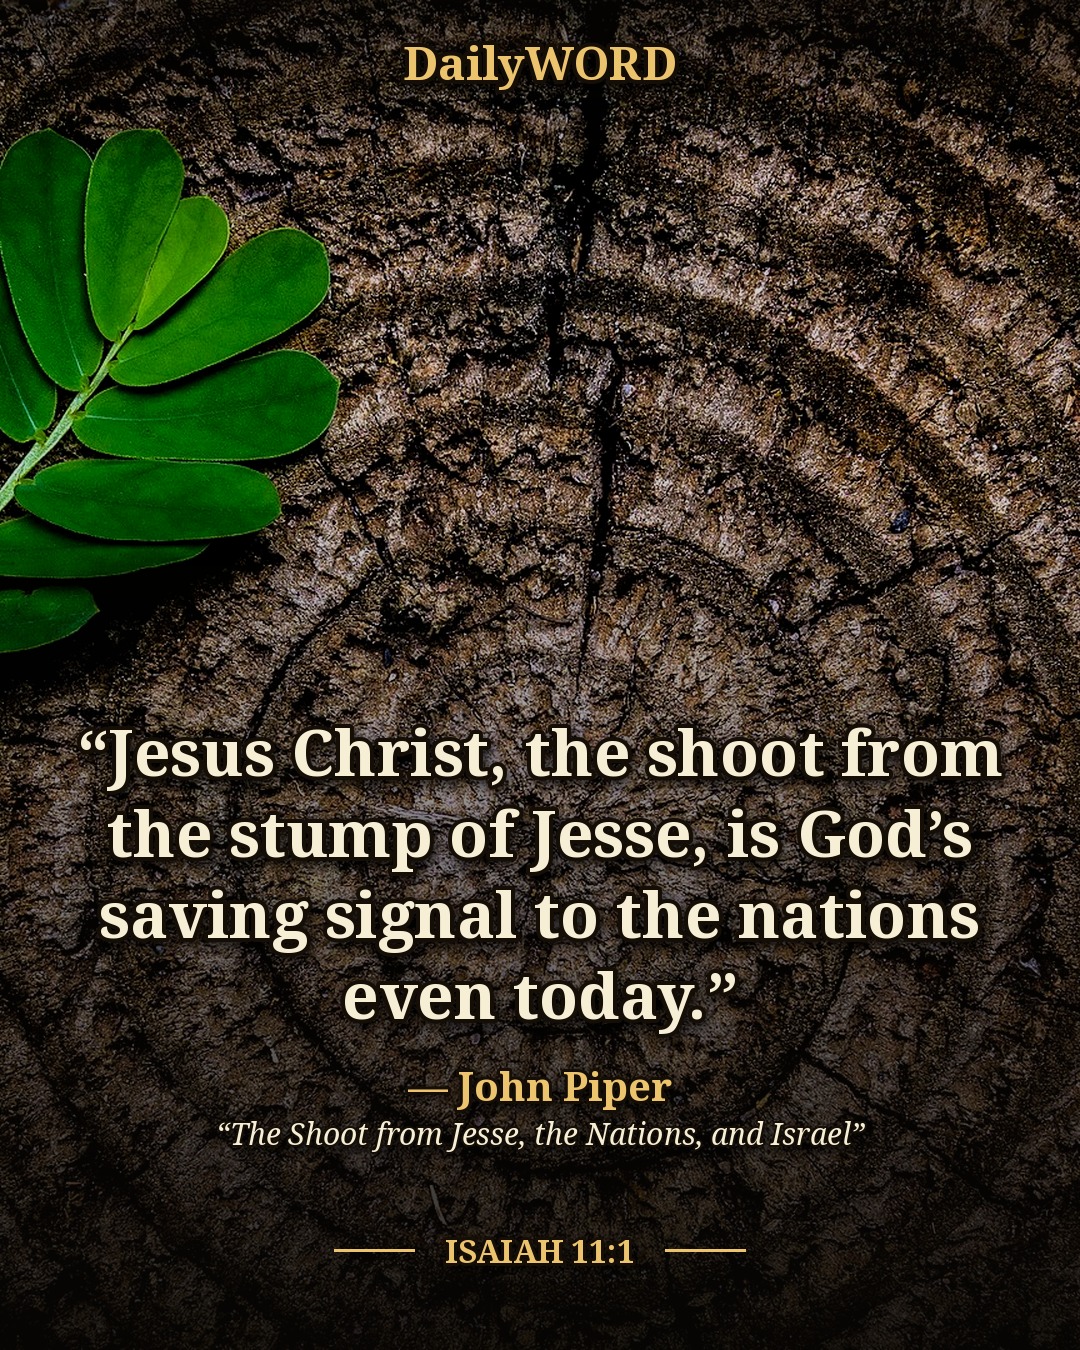 DailyWORD
“Jesus Christ, the shoot from
the stump of Jesse, is God’s
saving signal to the nations
even today.”
— John Piper
“The Shoot from Jesse, the Nations, and Israel”
ISAIAH 11:1